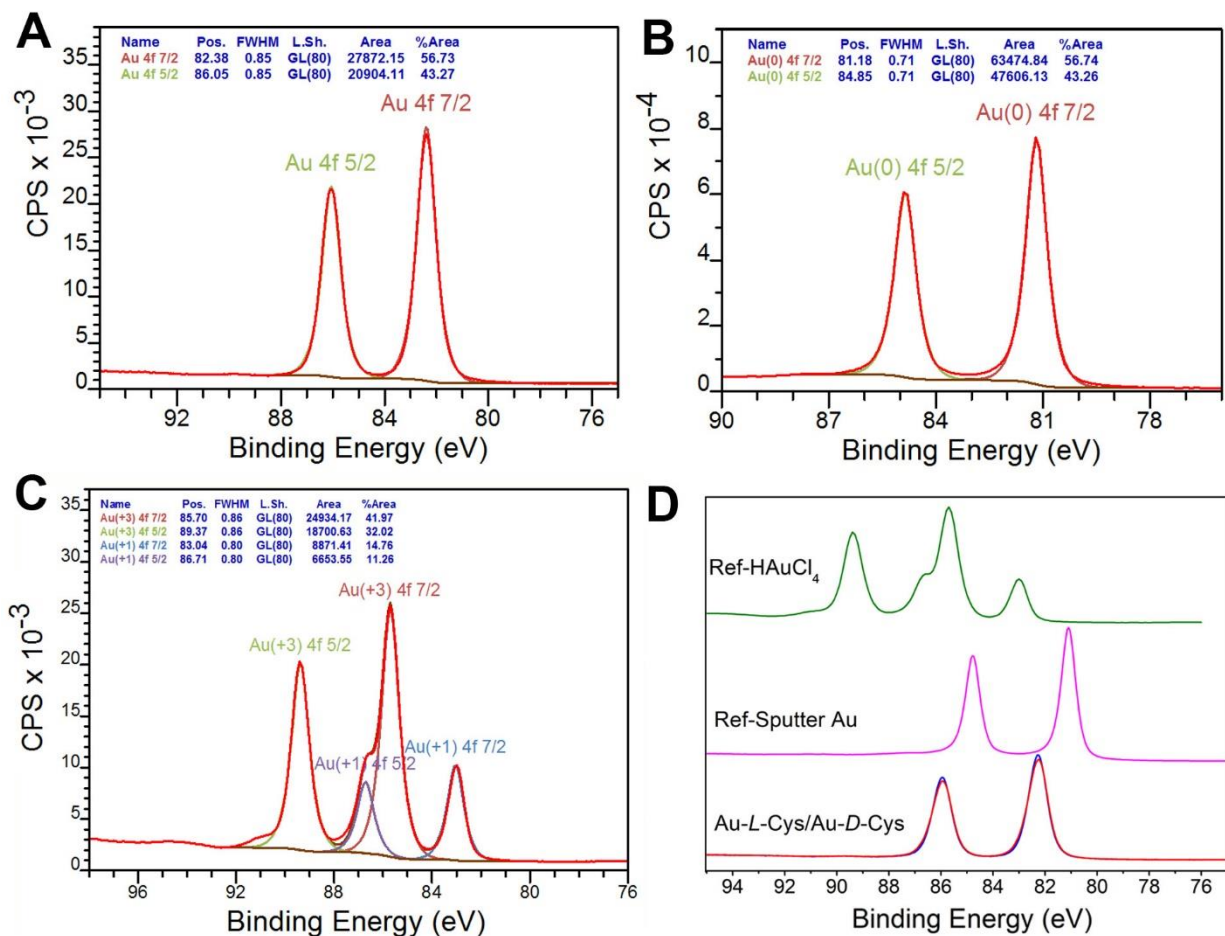 A
Name Pos. FWHM L.Sh. Area %Area
Au 4f 7/2 82.38 0.85 GL(80) 27872.15 56.73
Au 4f 5/2 86.05 0.85 GL(80) 20904.11 43.27
Au 4f 7/2
Au 4f 5/2
CPS x 10⁻³
35
30
25
20
15
10
5
0
92 88 84 80 76
Binding Energy (eV)
B
Name Pos. FWHM L.Sh. Area %Area
Au(0) 4f 7/2 81.18 0.71 GL(80) 63474.84 56.74
Au(0) 4f 5/2 84.85 0.71 GL(80) 47606.13 43.26
Au(0) 4f 7/2
Au(0) 4f 5/2
CPS x 10⁻⁴
10
8
6
4
2
0
90 87 84 81 78
Binding Energy (eV)
C
Name Pos. FWHM L.Sh. Area %Area
Au(+3) 4f 7/2 85.70 0.86 GL(80) 24934.17 41.97
Au(+3) 4f 5/2 89.37 0.86 GL(80) 18700.63 32.02
Au(+1) 4f 7/2 83.04 0.80 GL(80) 8871.41 14.76
Au(+1) 4f 5/2 86.71 0.80 GL(80) 6653.55 11.26
Au(+3) 4f 7/2
Au(+3) 4f 5/2
Au(+1) 4f 7/2
Au(+1) 4f 5/2
CPS x 10⁻³
35
30
25
20
15
10
5
0
96 92 88 84 80 76
Binding Energy (eV)
D
Ref-HAuCl₄
Ref-Sputter Au
Au-L-Cys/Au-D-Cys
94 92 90 88 86 84 82 80 78 76
Binding Energy (eV)